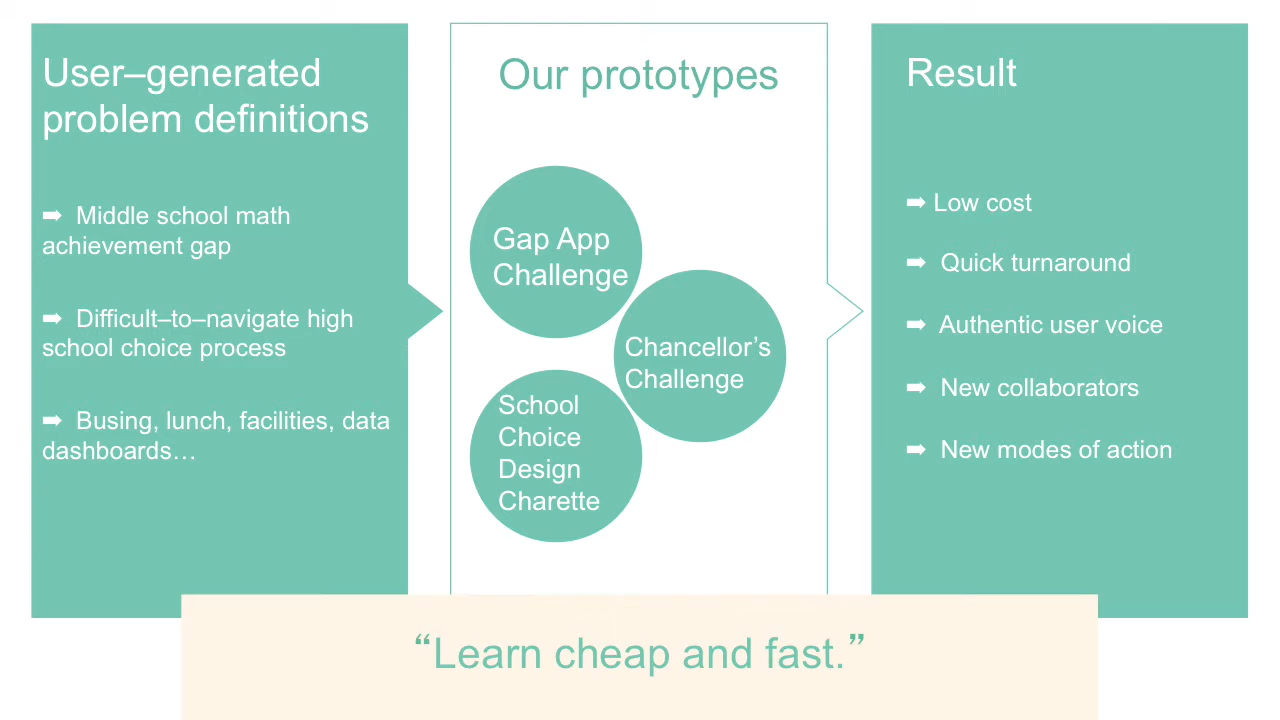 User–generated
problem definitions
➡ Middle school math
achievement gap
➡ Difficult–to–navigate high
school choice process
➡ Busing, lunch, facilities, data
dashboards…
Our prototypes
Gap App
Challenge
Chancellor’s
Challenge
School
Choice
Design
Charette
Result
➡ Low cost
➡ Quick turnaround
➡ Authentic user voice
➡ New collaborators
➡ New modes of action
“Learn cheap and fast.”